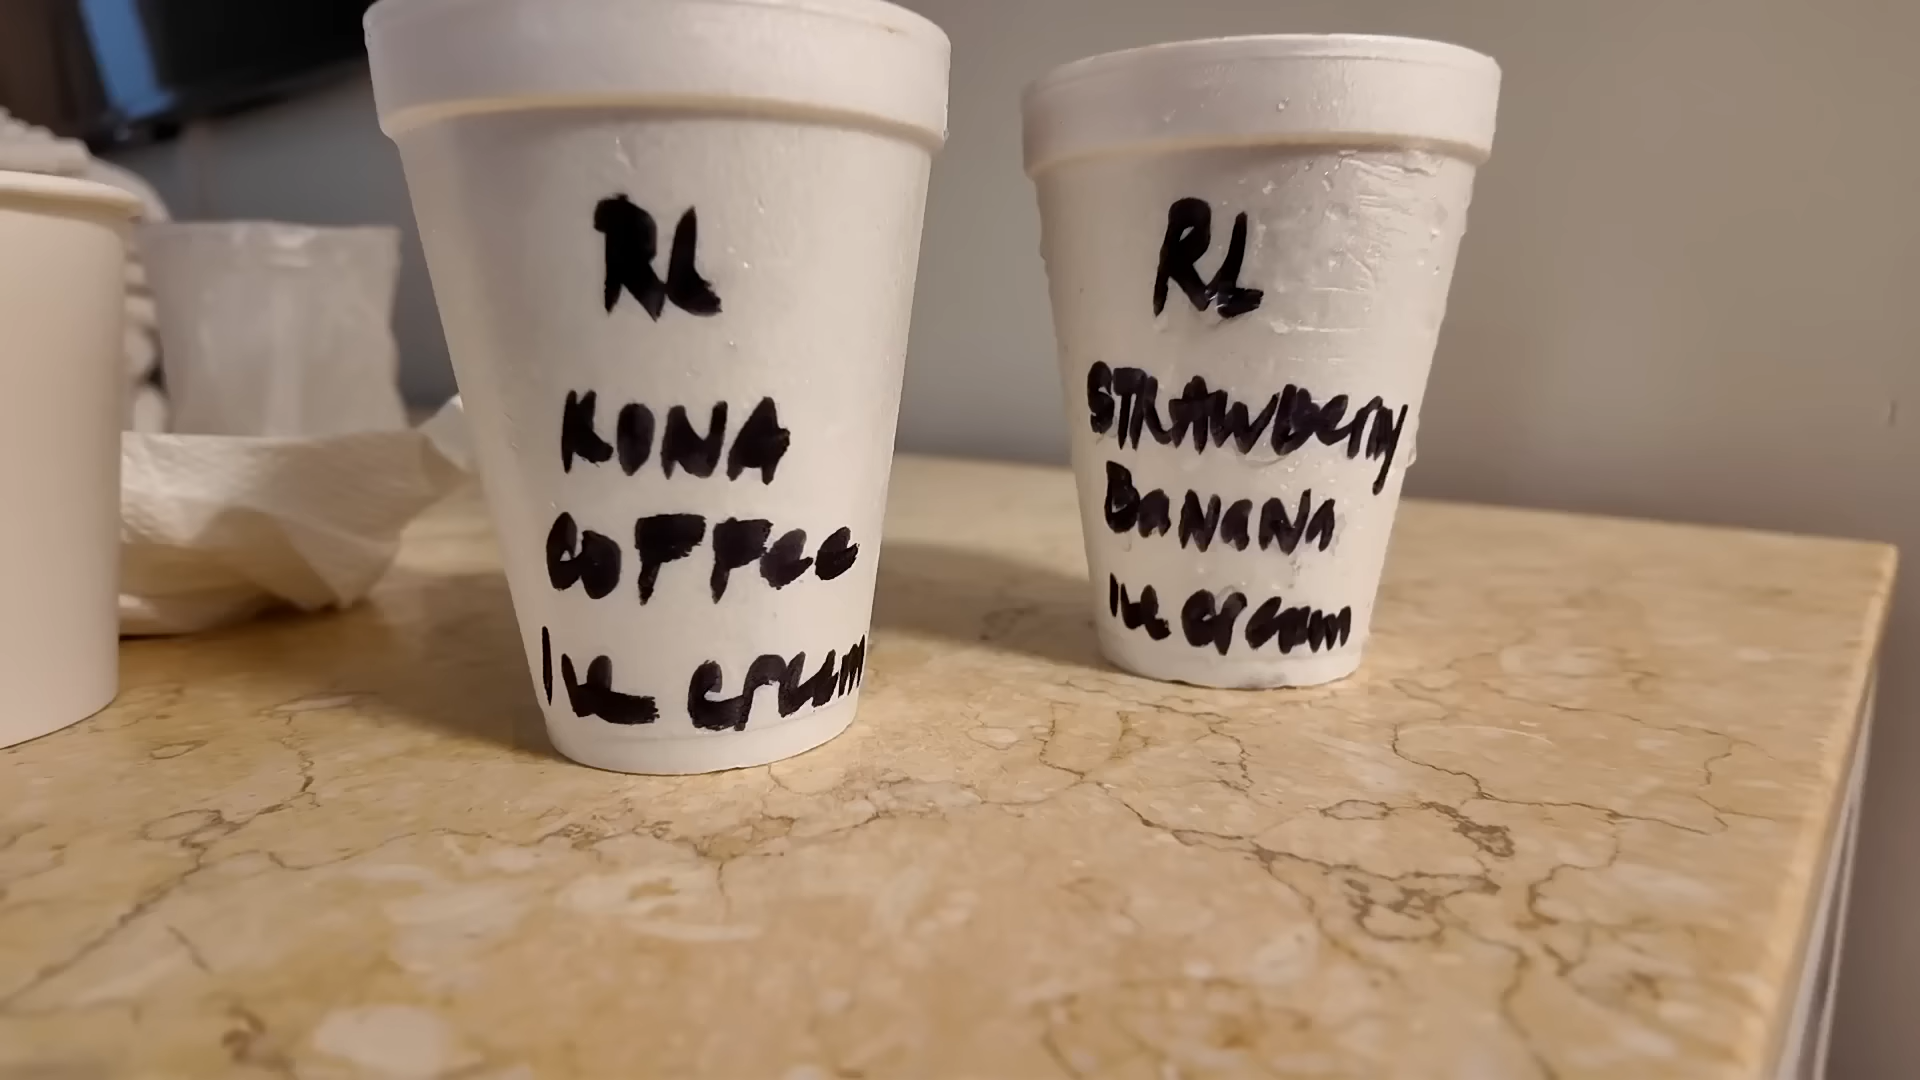 RL
KONA
COFFee
Ice cream
RL
STRAWBerry
BaNaNa
Ice cream